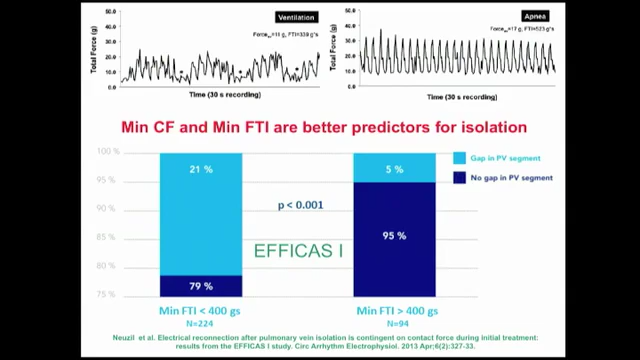 Ventilation
Force av=11 g, FTI=339 g*s
50.0
40.0
30.0
20.0
10.0
0.0
Total Force (g)
Time (30 s recording)
Apnea
Force av=17 g, FTI=523 g*s
50.0
40.0
30.0
20.0
10.0
0.0
Total Force (g)
Time (30 s recording)
Min CF and Min FTI are better predictors for isolation
100 %
95 %
90 %
85 %
80 %
75 %
21 %
79 %
p < 0.001
EFFICAS I
5 %
95 %
Gap in PV segment
No gap in PV segment
Min FTI < 400 gs
N=224
Min FTI > 400 gs
N=94
Neuzil et al. Electrical reconnection after pulmonary vein isolation is contingent on contact force during initial treatment:
results from the EFFICAS I study. Circ Arrhythm Electrophysiol. 2013 Apr;6(2):327-33.